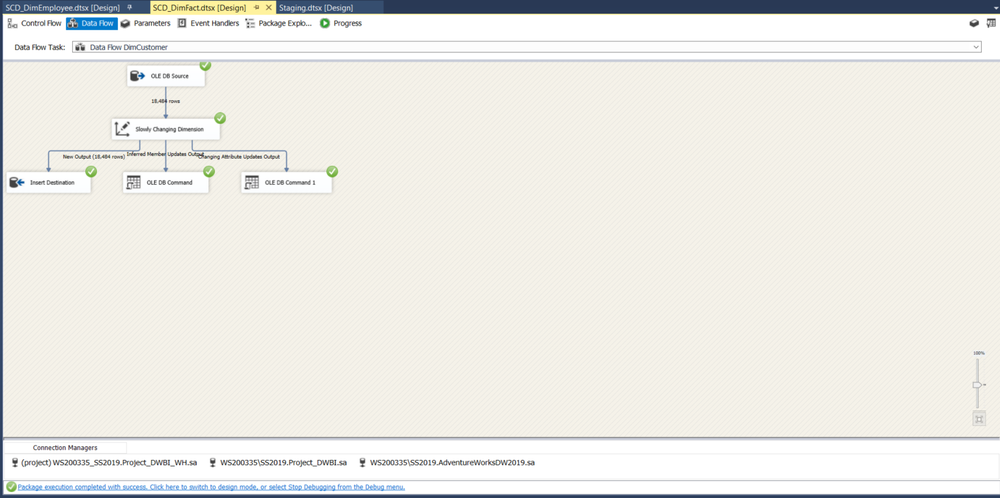 SCD_DimEmployee.dtsx [Design] SCD_DimFact.dtsx [Design] Staging.dtsx [Design]
Control Flow Data Flow Parameters Event Handlers Package Explo... Progress
Data Flow Task: Data Flow DimCustomer
OLE DB Source
18,484 rows
Slowly Changing Dimension
New Output (18,484 rows) Inferred Member Updates Output Changing Attribute Updates Output
Insert Destination OLE DB Command OLE DB Command 1
100%
Connection Managers
(project) WS200335_SS2019.Project_DWBI_WH.sa WS200335\SS2019.Project_DWBI.sa WS200335\SS2019.AdventureWorksDW2019.sa
Package execution completed with success. Click here to switch to design mode, or select Stop Debugging from the Debug menu.